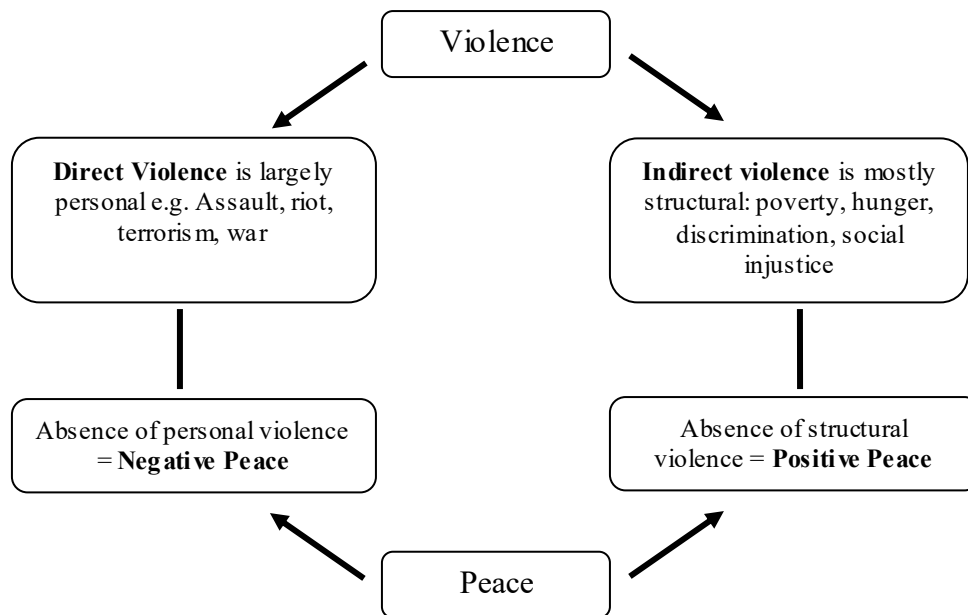 Violence
Direct Violence is largely
personal e.g. Assault, riot,
terrorism, war
Indirect violence is mostly
structural: poverty, hunger,
discrimination, social
injustice
Absence of personal violence
= Negative Peace
Absence of structural
violence = Positive Peace
Peace